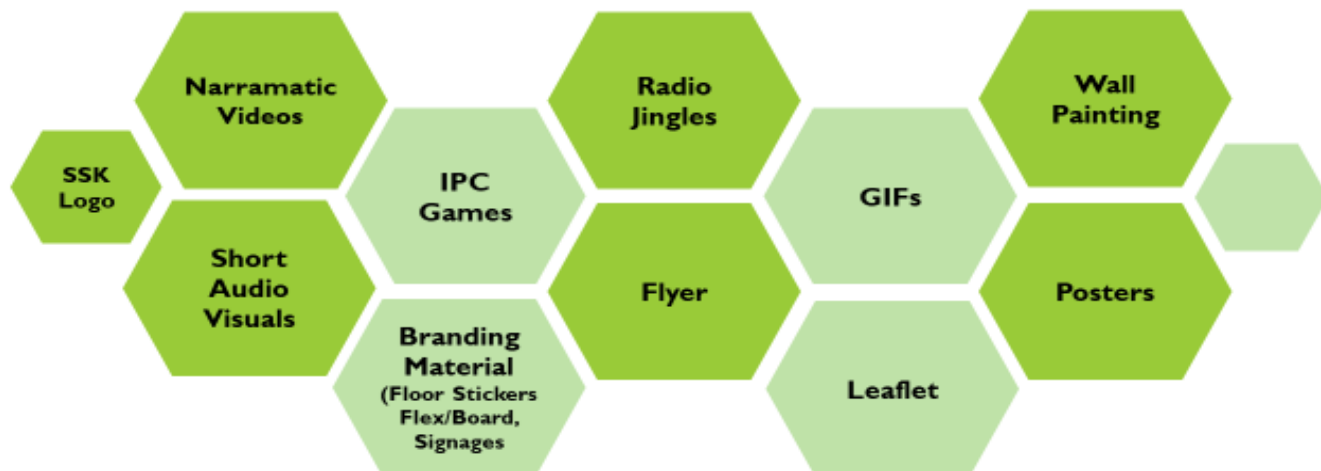 SSK
Logo
Narramatic
Videos
Short
Audio
Visuals
IPC
Games
Branding
Material
(Floor Stickers
Flex/Board,
Signages
Radio
Jingles
Flyer
GIFs
Leaflet
Wall
Painting
Posters